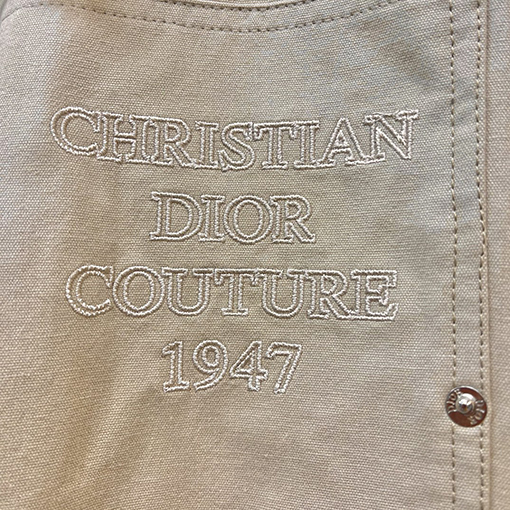 CHRISTIAN
DIOR
COUTURE
1947